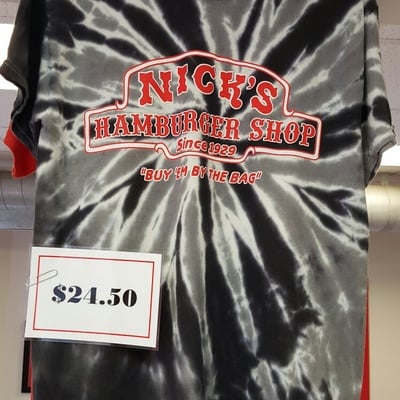 NICK'S
HAMBURGER SHOP
Since 1929
"BUY 'EM BY THE BAG"
$24.50